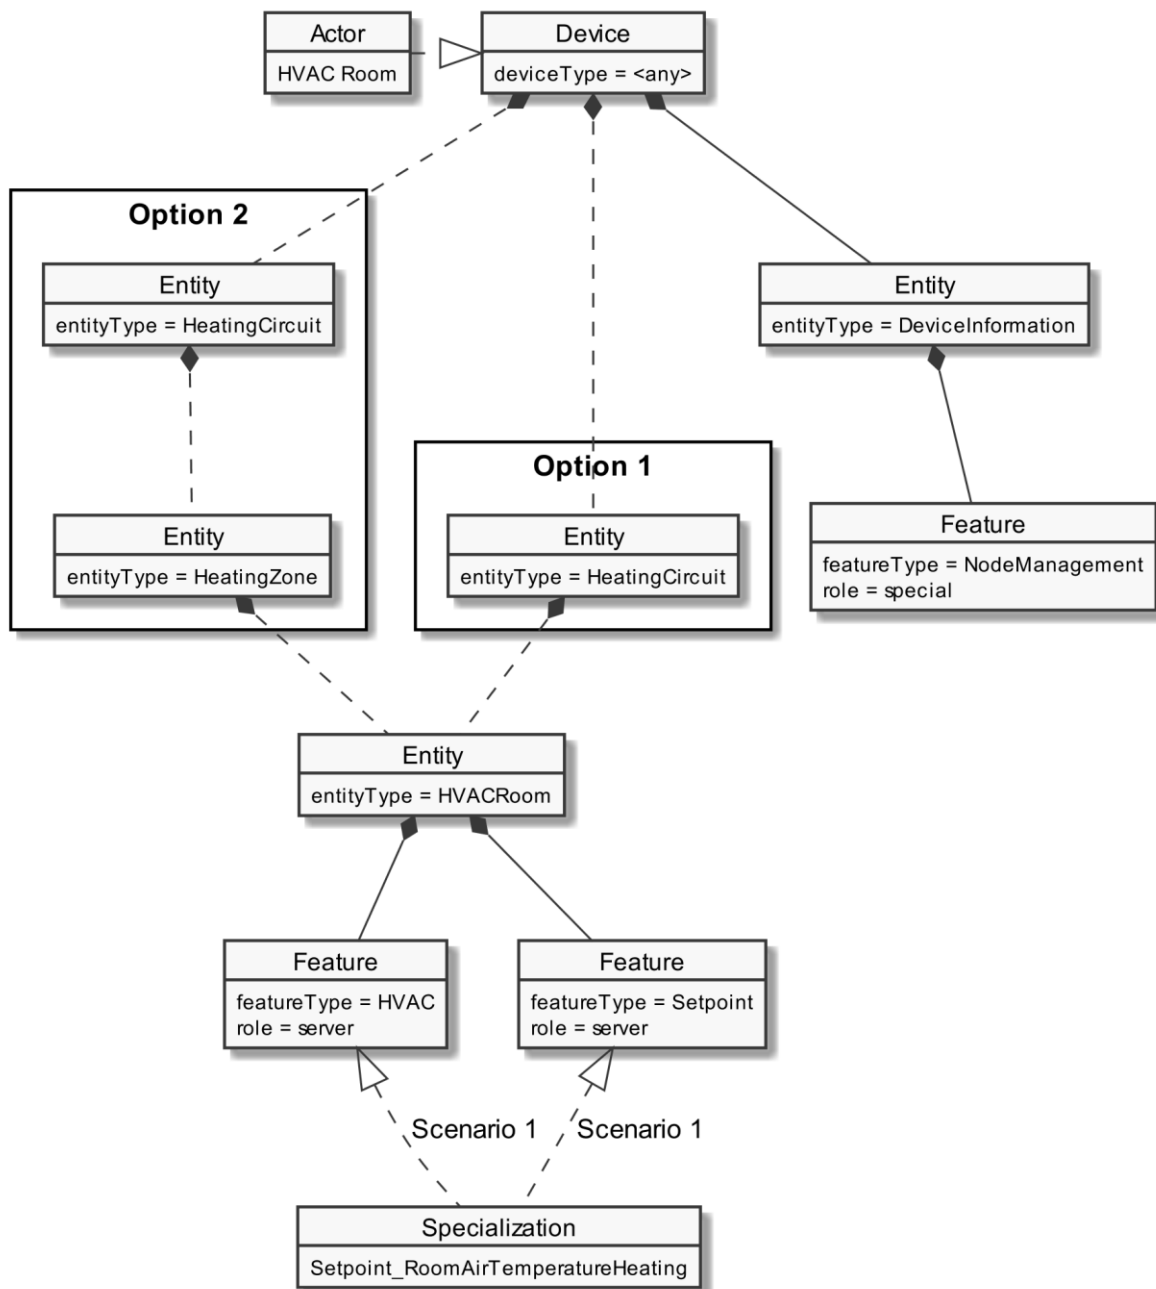 Actor
HVAC Room
Device
deviceType = <any>
Option 2
Entity
entityType = HeatingCircuit
Entity
entityType = HeatingZone
Option 1
Entity
entityType = HeatingCircuit
Entity
entityType = DeviceInformation
Feature
featureType = NodeManagement
role = special
Entity
entityType = HVACRoom
Feature
featureType = HVAC
role = server
Feature
featureType = Setpoint
role = server
Scenario 1
Scenario 1
Specialization
Setpoint_RoomAirTemperatureHeating